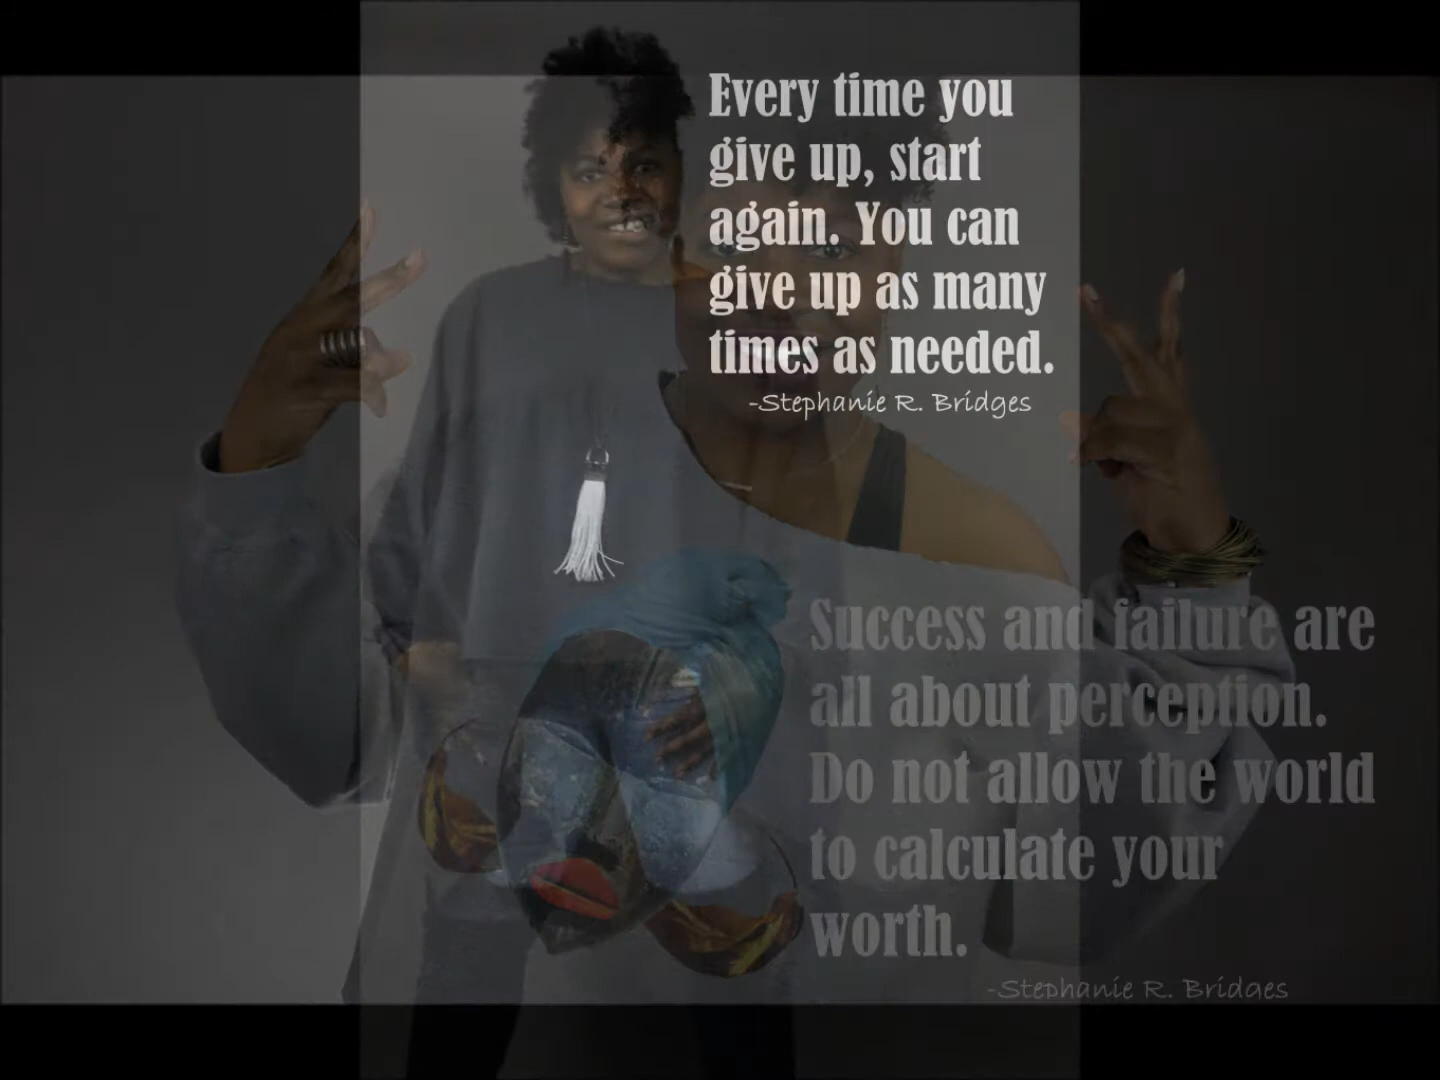 Every time you
give up, start
again. You can
give up as many
times as needed.
-Stephanie R. Bridges
Success and failure are
all about perception.
Do not allow the world
to calculate your
worth.
-Stephanie R. Bridges